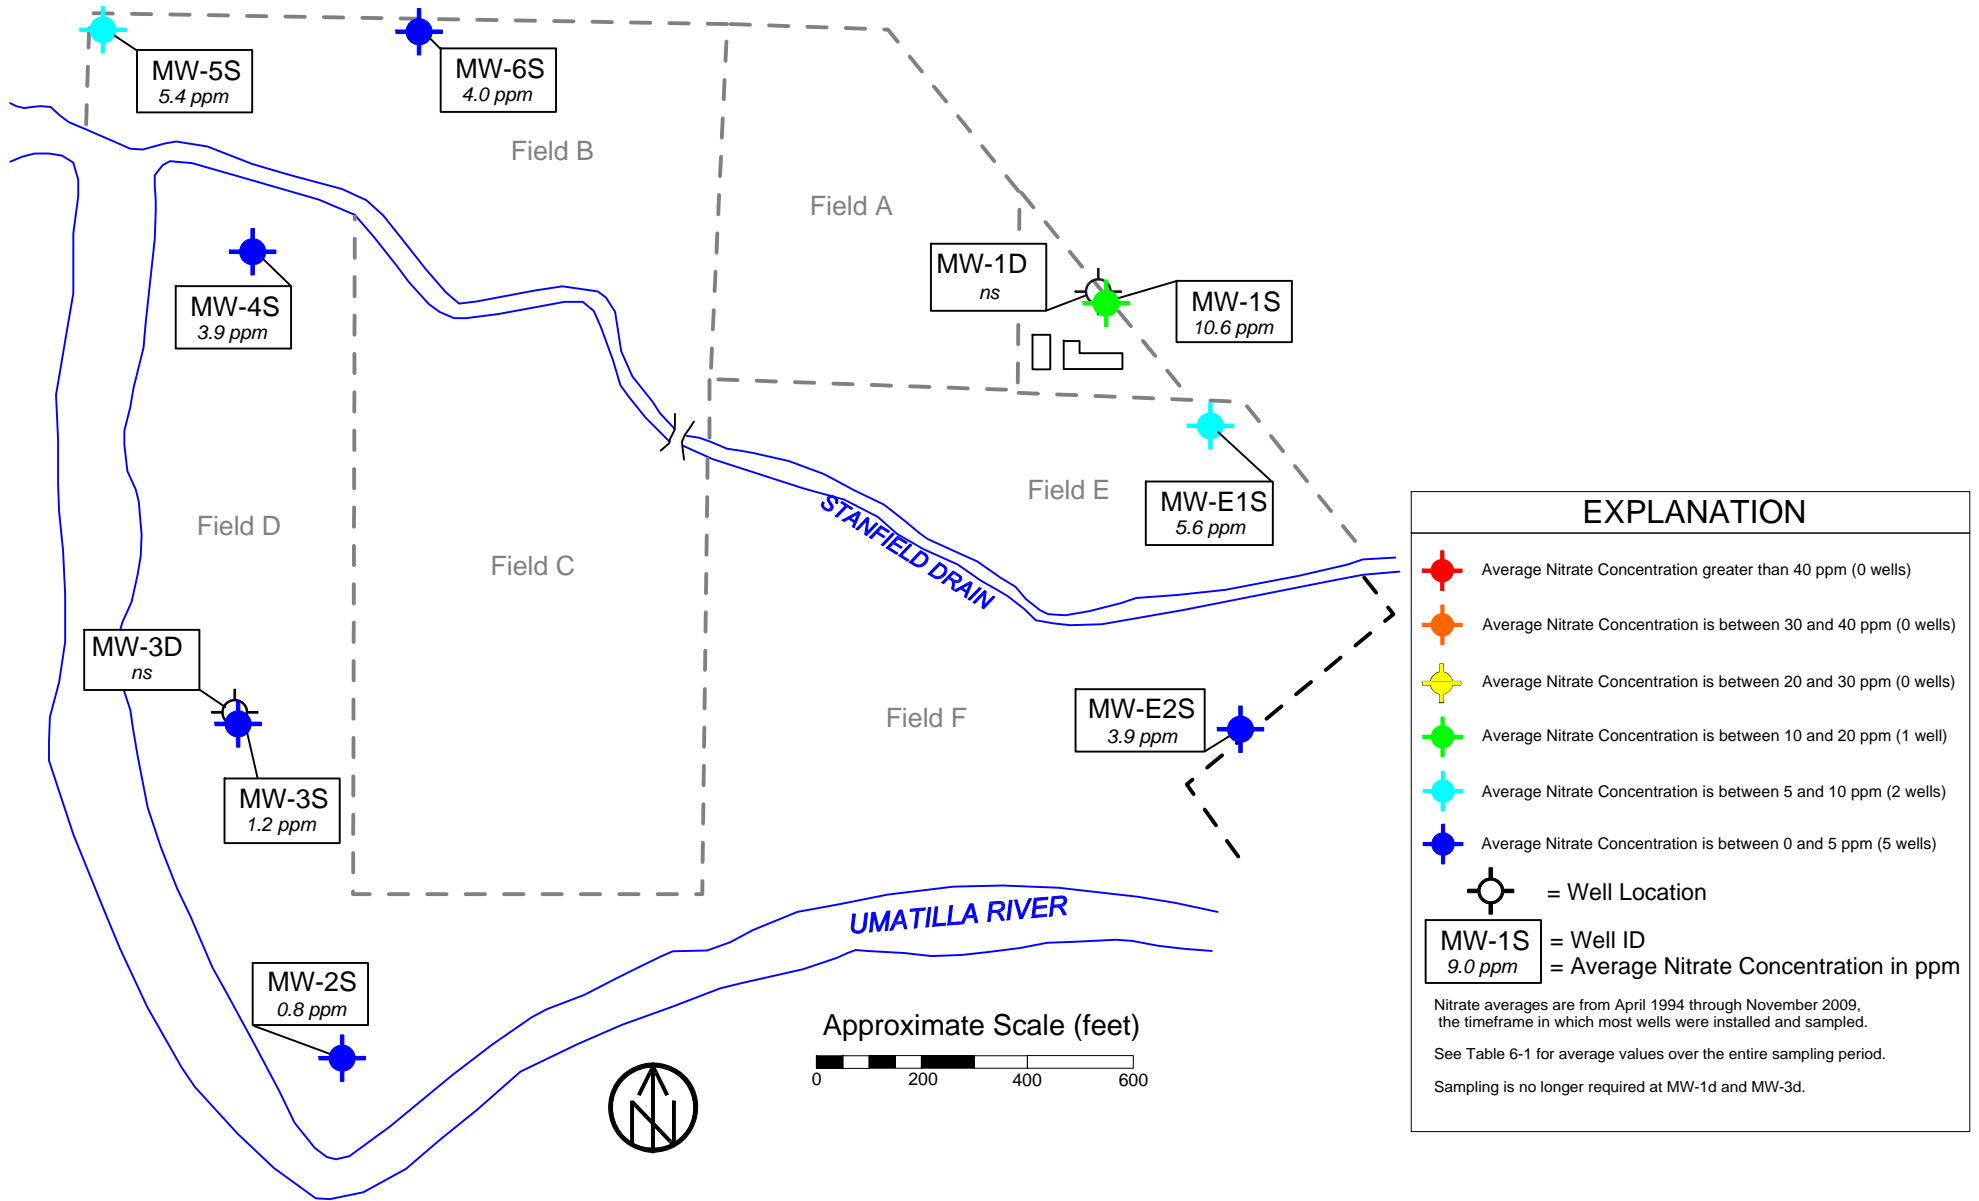 MW-5S
5.4 ppm
MW-6S
4.0 ppm
Field B
Field A
MW-1D
ns
MW-1S
10.6 ppm
MW-4S
3.9 ppm
Field E
MW-E1S
5.6 ppm
STANFIELD DRAIN
Field D
Field C
MW-3D
ns
Field F
MW-E2S
3.9 ppm
MW-3S
1.2 ppm
UMATILLA RIVER
MW-2S
0.8 ppm
Approximate Scale (feet)
0 200 400 600
N
EXPLANATION
Average Nitrate Concentration greater than 40 ppm (0 wells)
Average Nitrate Concentration is between 30 and 40 ppm (0 wells)
Average Nitrate Concentration is between 20 and 30 ppm (0 wells)
Average Nitrate Concentration is between 10 and 20 ppm (1 well)
Average Nitrate Concentration is between 5 and 10 ppm (2 wells)
Average Nitrate Concentration is between 0 and 5 ppm (5 wells)
= Well Location
MW-1S = Well ID
9.0 ppm = Average Nitrate Concentration in ppm
Nitrate averages are from April 1994 through November 2009,
the timeframe in which most wells were installed and sampled.
See Table 6-1 for average values over the entire sampling period.
Sampling is no longer required at MW-1d and MW-3d.